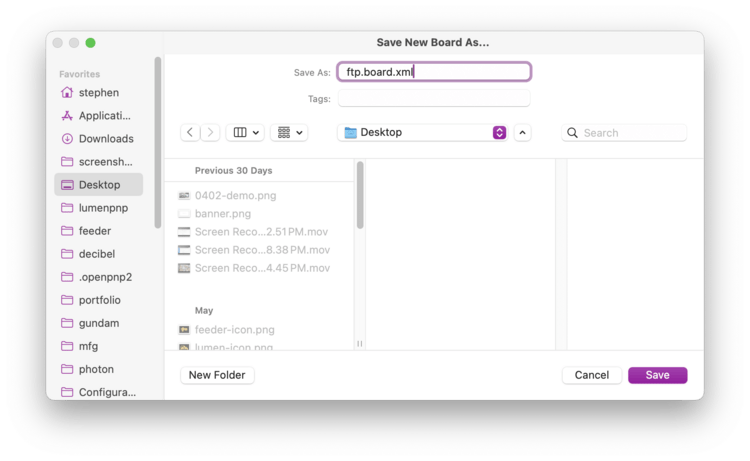 Save New Board As...
Favorites
stephen
Applicati...
Downloads
screensh...
Desktop
lumenpnp
feeder
decibel
.openpnp2
portfolio
gundam
mfg
photon
Configura...
Save As: ftp.board.xml
Tags:
Desktop
Search
Previous 30 Days
0402-demo.png
banner.png
Screen Reco...2.51 PM.mov
Screen Reco...8.38 PM.mov
Screen Reco...4.45 PM.mov
May
feeder-icon.png
lumen-icon.png
New Folder
Cancel
Save